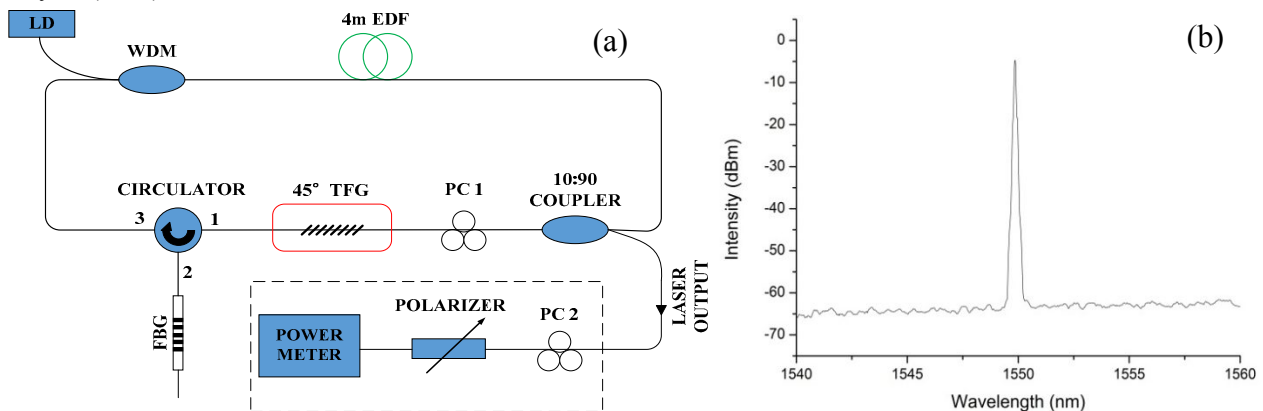 LD
WDM
4m EDF
(a)
CIRCULATOR
3
1
2
45° TFG
PC 1
10:90
COUPLER
FBG
POWER
METER
POLARIZER
PC 2
LASER
OUTPUT
(b)
Intensity (dBm)
0
-10
-20
-30
-40
-50
-60
-70
1540
1545
1550
1555
1560
Wavelength (nm)